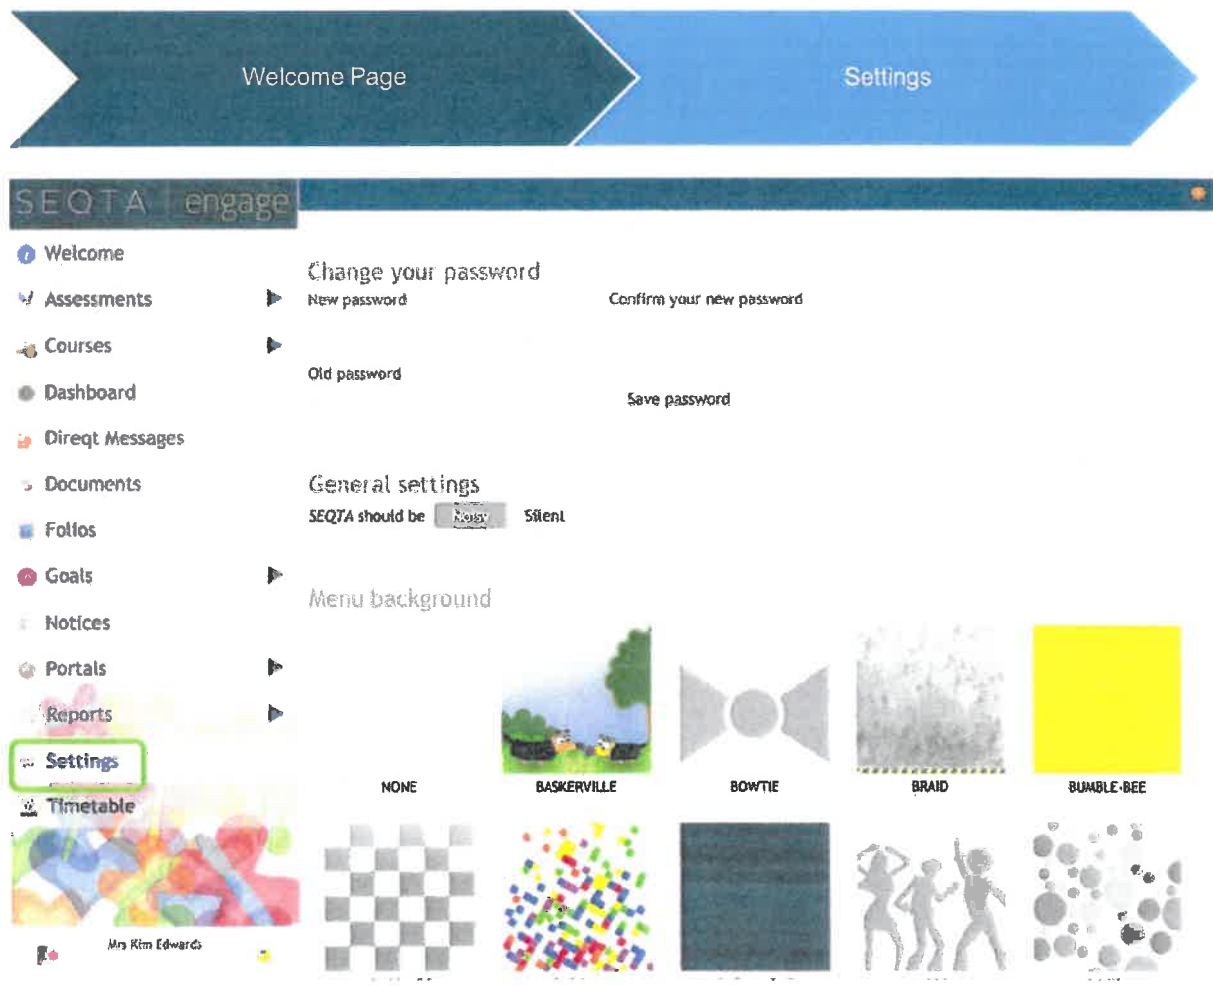 Welcome Page
Settings
SEQTA engage
Welcome
Assessments
Courses
Dashboard
Direqt Messages
Documents
Folios
Goals
Notices
Portals
Reports
Settings
Timetable
Mrs Kim Edwards
Change your password
New password Confirm your new password
Old password
Save password
General settings
SEQTA should be Noisy Silent
Menu background
NONE BASKERVILLE BOWTIE BRAID BUMBLE-BEE